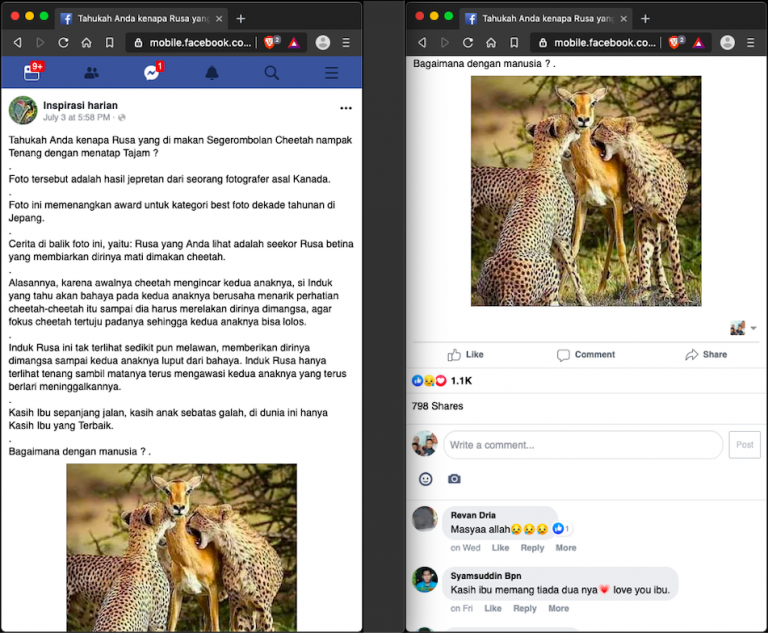 Tahukah Anda kenapa Rusa yang
mobile.facebook.co...
2
9+
1
Inspirasi harian
July 3 at 5:58 PM ·
Tahukah Anda kenapa Rusa yang di makan Segerombolan Cheetah nampak
Tenang dengan menatap Tajam ?
.
Foto tersebut adalah hasil jepretan dari seorang fotografer asal Kanada.
.
Foto ini memenangkan award untuk kategori best foto dekade tahunan di
Jepang.
.
Cerita di balik foto ini, yaitu: Rusa yang Anda lihat adalah seekor Rusa betina
yang membiarkan dirinya mati dimakan cheetah.
.
Alasannya, karena awalnya cheetah mengincar kedua anaknya, si Induk
yang tahu akan bahaya pada kedua anaknya berusaha menarik perhatian
cheetah-cheetah itu sampai dia harus merelakan dirinya dimangsa, agar
fokus cheetah tertuju padanya sehingga kedua anaknya bisa lolos.
.
Induk Rusa ini tak terlihat sedikit pun melawan, memberikan dirinya
dimangsa sampai kedua anaknya luput dari bahaya. Induk Rusa hanya
terlihat tenang sambil matanya terus mengawasi kedua anaknya yang terus
berlari meninggalkannya.
.
Kasih Ibu sepanjang jalan, kasih anak sebatas galah, di dunia ini hanya
Kasih Ibu yang Terbaik.
.
Bagaimana dengan manusia ? .
Tahukah Anda kenapa Rusa yang
mobile.facebook.co...
2
Bagaimana dengan manusia ? .
Like Comment Share
1.1K
798 Shares
Write a comment... Post
Revan Dria
Masyaa allah😥😥😥 1
on Wed Like Reply More
Syamsuddin Bpn
Kasih ibu memang tiada dua nya💗 love you ibu.
on Fri Like Reply More